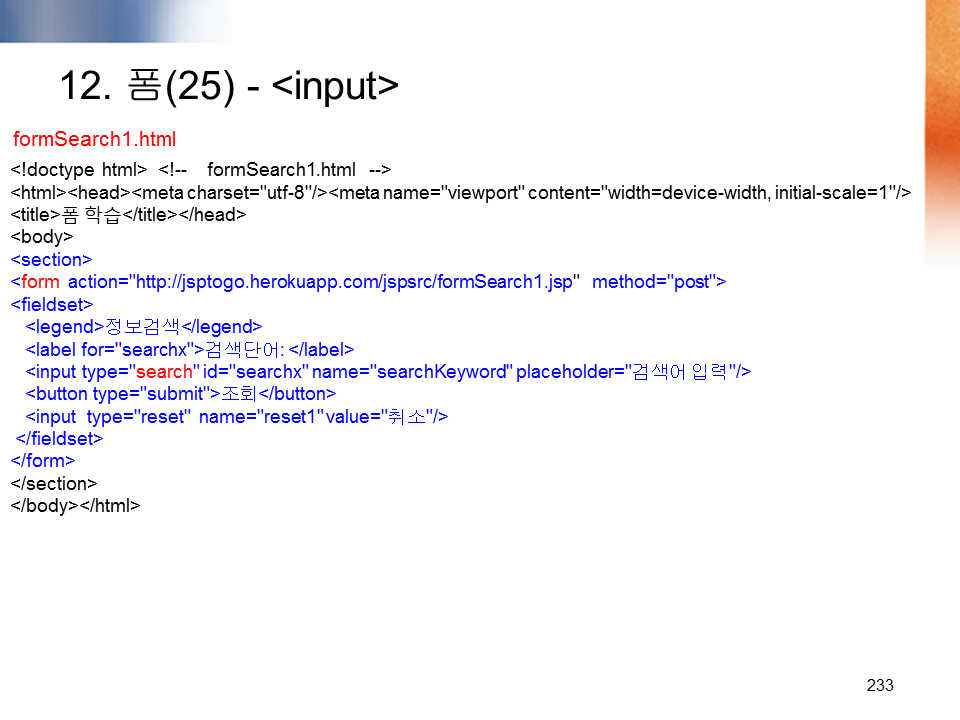 12. 폼(25) - <input>
formSearch1.html
<!doctype html> <!-- formSearch1.html -->
<html><head><meta charset="utf-8"/><meta name="viewport" content="width=device-width, initial-scale=1"/>
<title>폼 학습</title></head>
<body>
<section>
<form action="http://jsptogo.herokuapp.com/jspsrc/formSearch1.jsp" method="post">
<fieldset>
<legend>정보검색</legend>
<label for="searchx">검색단어: </label>
<input type="search" id="searchx" name="searchKeyword" placeholder="검색어 입력"/>
<button type="submit">조회</button>
<input type="reset" name="reset1" value="취소"/>
</fieldset>
</form>
</section>
</body></html>
233